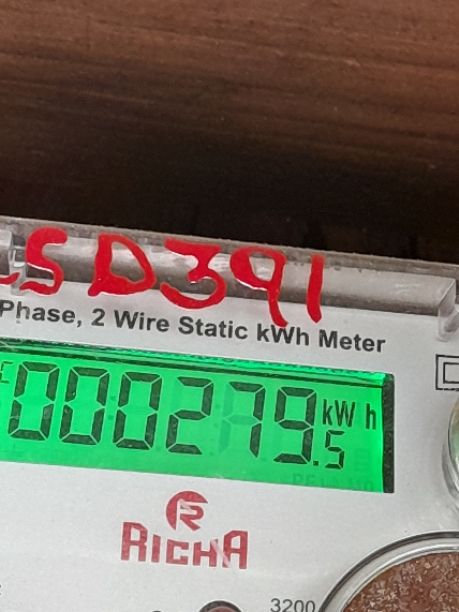 SD391
Phase, 2 Wire Static kWh Meter
000279.5 kWh
RICHA
3200